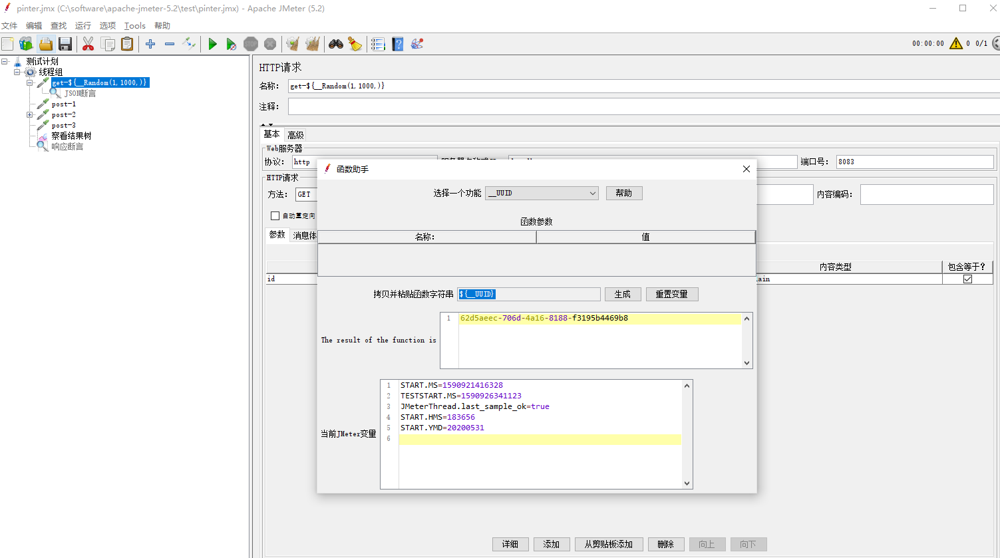 pinter.jmx (C:\software\apache-jmeter-5.2\test\pinter.jmx) - Apache JMeter (5.2)
文件 编辑 查找 运行 选项 Tools 帮助
STOP
00:00:00 0 0/1
测试计划
线程组
get-${__Random(1,1000,)}
JSON断言
post-1
post-2
post-3
察看结果树
响应断言
HTTP请求
名称： get-${__Random(1,1000,)}
注释：
基本 高级
Web服务器
协议： http
端口号： 8083
HTTP请求
方法： GET
内容编码：
自动重定向
参数 消息体
内容类型 包含等于?
id
ain
函数助手
选择一个功能 __UUID 帮助
函数参数
名称: 值
拷贝并粘贴函数字符串 ${__UUID} 生成 重置变量
The result of the function is
1 62d5aeec-706d-4a16-8188-f3195b4469b8
当前JMeter变量
1 START.MS=1590921416328
2 TESTSTART.MS=1590926341123
3 JMeterThread.last_sample_ok=true
4 START.HMS=183656
5 START.YMD=20200531
6
详细 添加 从剪贴板添加 删除 向上 向下